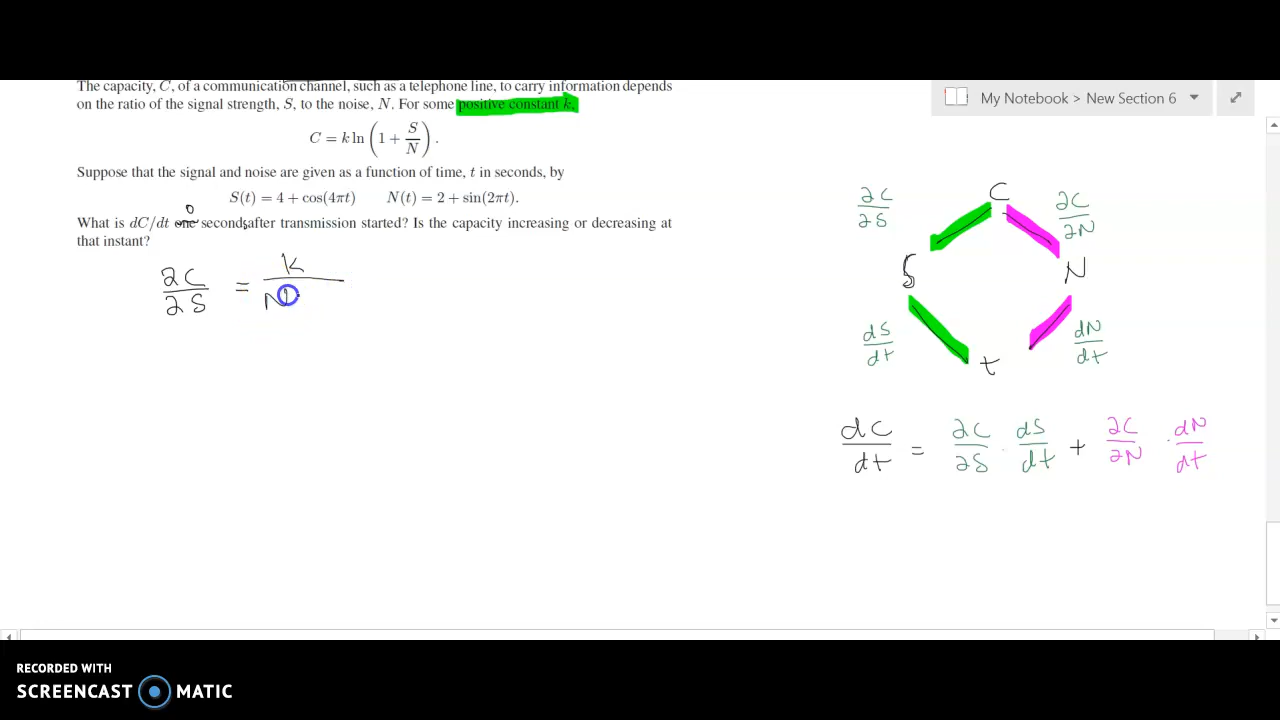 The capacity, C, of a communication channel, such as a telephone line, to carry information depends
on the ratio of the signal strength, S, to the noise, N. For some positive constant k,
C = k ln (1 + S/N).
Suppose that the signal and noise are given as a function of time, t in seconds, by
S(t) = 4 + cos(4πt) N(t) = 2 + sin(2πt).
0
What is dC/dt one seconds after transmission started? Is the capacity increasing or decreasing at
that instant?
∂C/∂S = K/N
My Notebook > New Section 6
C
∂C/∂S ∂C/∂N
S N
dS/dt dN/dt
t
dC/dt = ∂C/∂S · dS/dt + ∂C/∂N · dN/dt
RECORDED WITH
SCREENCAST MATIC